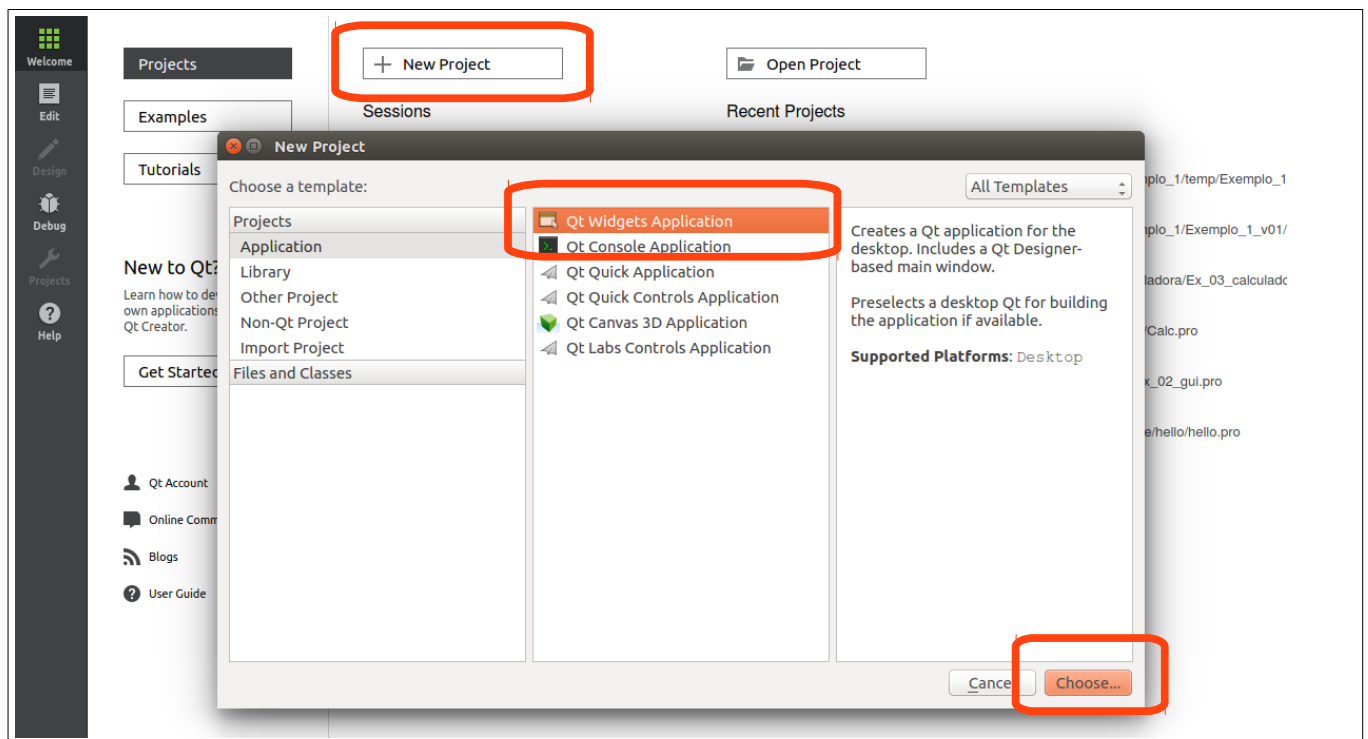 Welcome
Edit
Design
Debug
Projects
Help
Projects
Examples
Tutorials
New to Qt?
Learn how to de
own applications
Qt Creator.
Get Started
Qt Account
Online Comm
Blogs
User Guide
New Project
Open Project
Sessions
Recent Projects
New Project
Choose a template:
All Templates
Projects
Application
Library
Other Project
Non-Qt Project
Import Project
Files and Classes
Qt Widgets Application
Qt Console Application
Qt Quick Application
Qt Quick Controls Application
Qt Canvas 3D Application
Qt Labs Controls Application
Creates a Qt application for the
desktop. Includes a Qt Designer-
based main window.
Preselects a desktop Qt for building
the application if available.
Supported Platforms: Desktop
Cance
Choose...
nplo_1/temp/Exemplo_1
nplo_1/Exemplo_1_v01/
ladora/Ex_03_calculado
/Calc.pro
x_02_gui.pro
e/hello/hello.pro